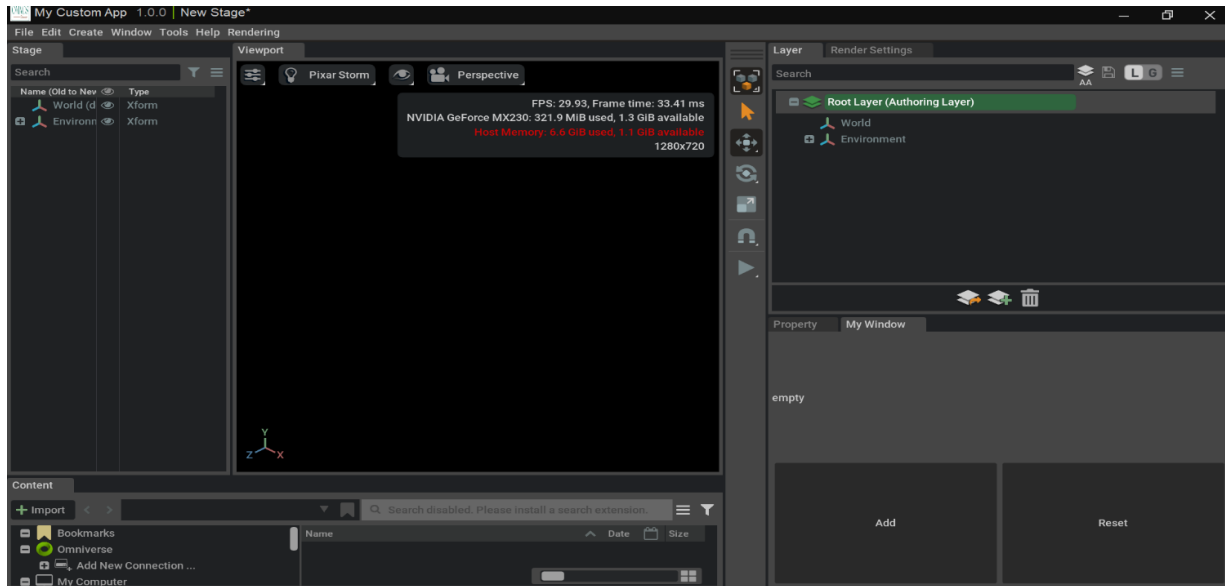 My Custom App 1.0.0 | New Stage*
File Edit Create Window Tools Help Rendering
Stage
Search
Name (Old to Nev Type
World (d Xform
Environn Xform
Viewport
Pixar Storm Perspective
FPS: 29.93, Frame time: 33.41 ms
NVIDIA GeForce MX230: 321.9 MiB used, 1.3 GiB available
Host Memory: 6.6 GiB used, 1.1 GiB available
1280x720
Y
Z X
Layer Render Settings
Search
AA
L G
Root Layer (Authoring Layer)
World
Environment
Property My Window
empty
Add Reset
Content
+ Import
Search disabled. Please install a search extension.
Bookmarks
Omniverse
Add New Connection ...
My Computer
Name Date Size